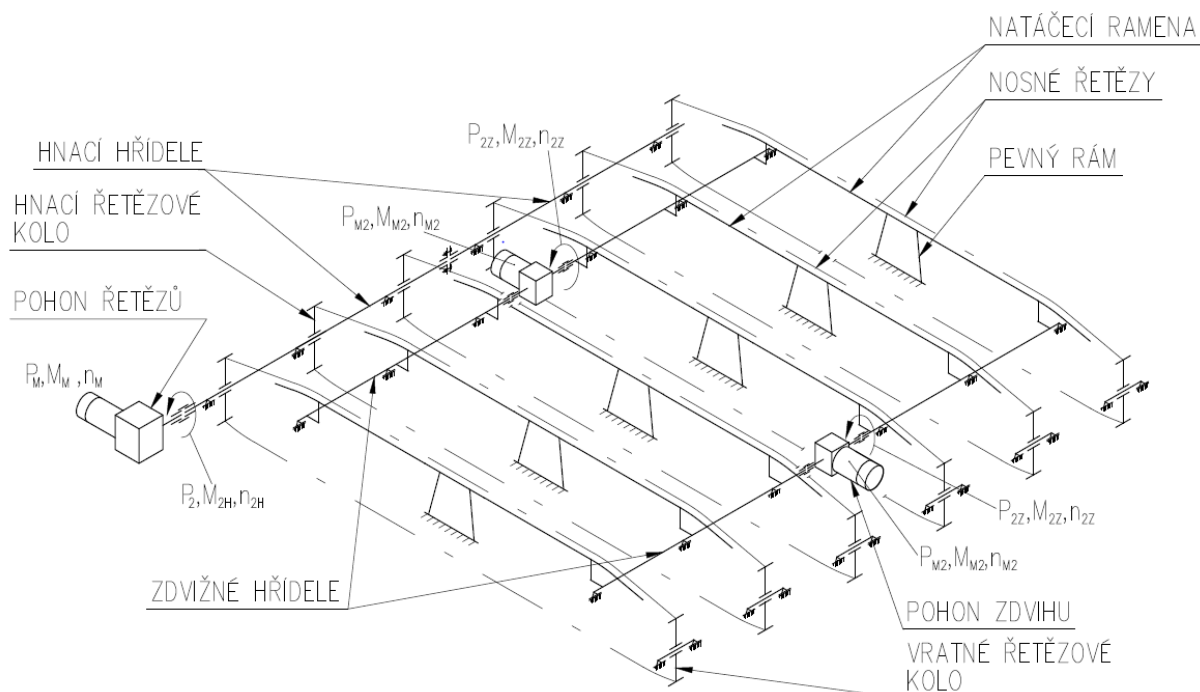 NATÁČECÍ RAMENA
NOSNÉ ŘETĚZY
PEVNÝ RÁM
P2Z,M2Z,n2Z
HNACÍ HŘÍDELE
HNACÍ ŘETĚZOVÉ
KOLO
PM2,MM2,nM2
POHON ŘETĚZŮ
PM,MM ,nM
P2,M2H,n2H
ZDVIŽNÉ HŘÍDELE
P2Z,M2Z,n2Z
PM2,MM2,nM2
POHON ZDVIHU
VRATNÉ ŘETĚZOVÉ
KOLO